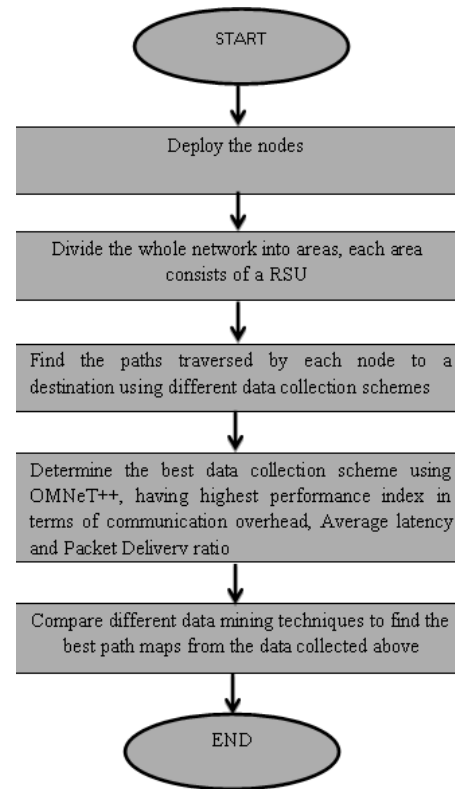 START
Deploy the nodes
Divide the whole network into areas, each area
consists of a RSU
Find the paths traversed by each node to a
destination using different data collection schemes
Determine the best data collection scheme using
OMNeT++, having highest performance index in
terms of communication overhead, Average latency
and Packet Delivery ratio
Compare different data mining techniques to find the
best path maps from the data collected above
END